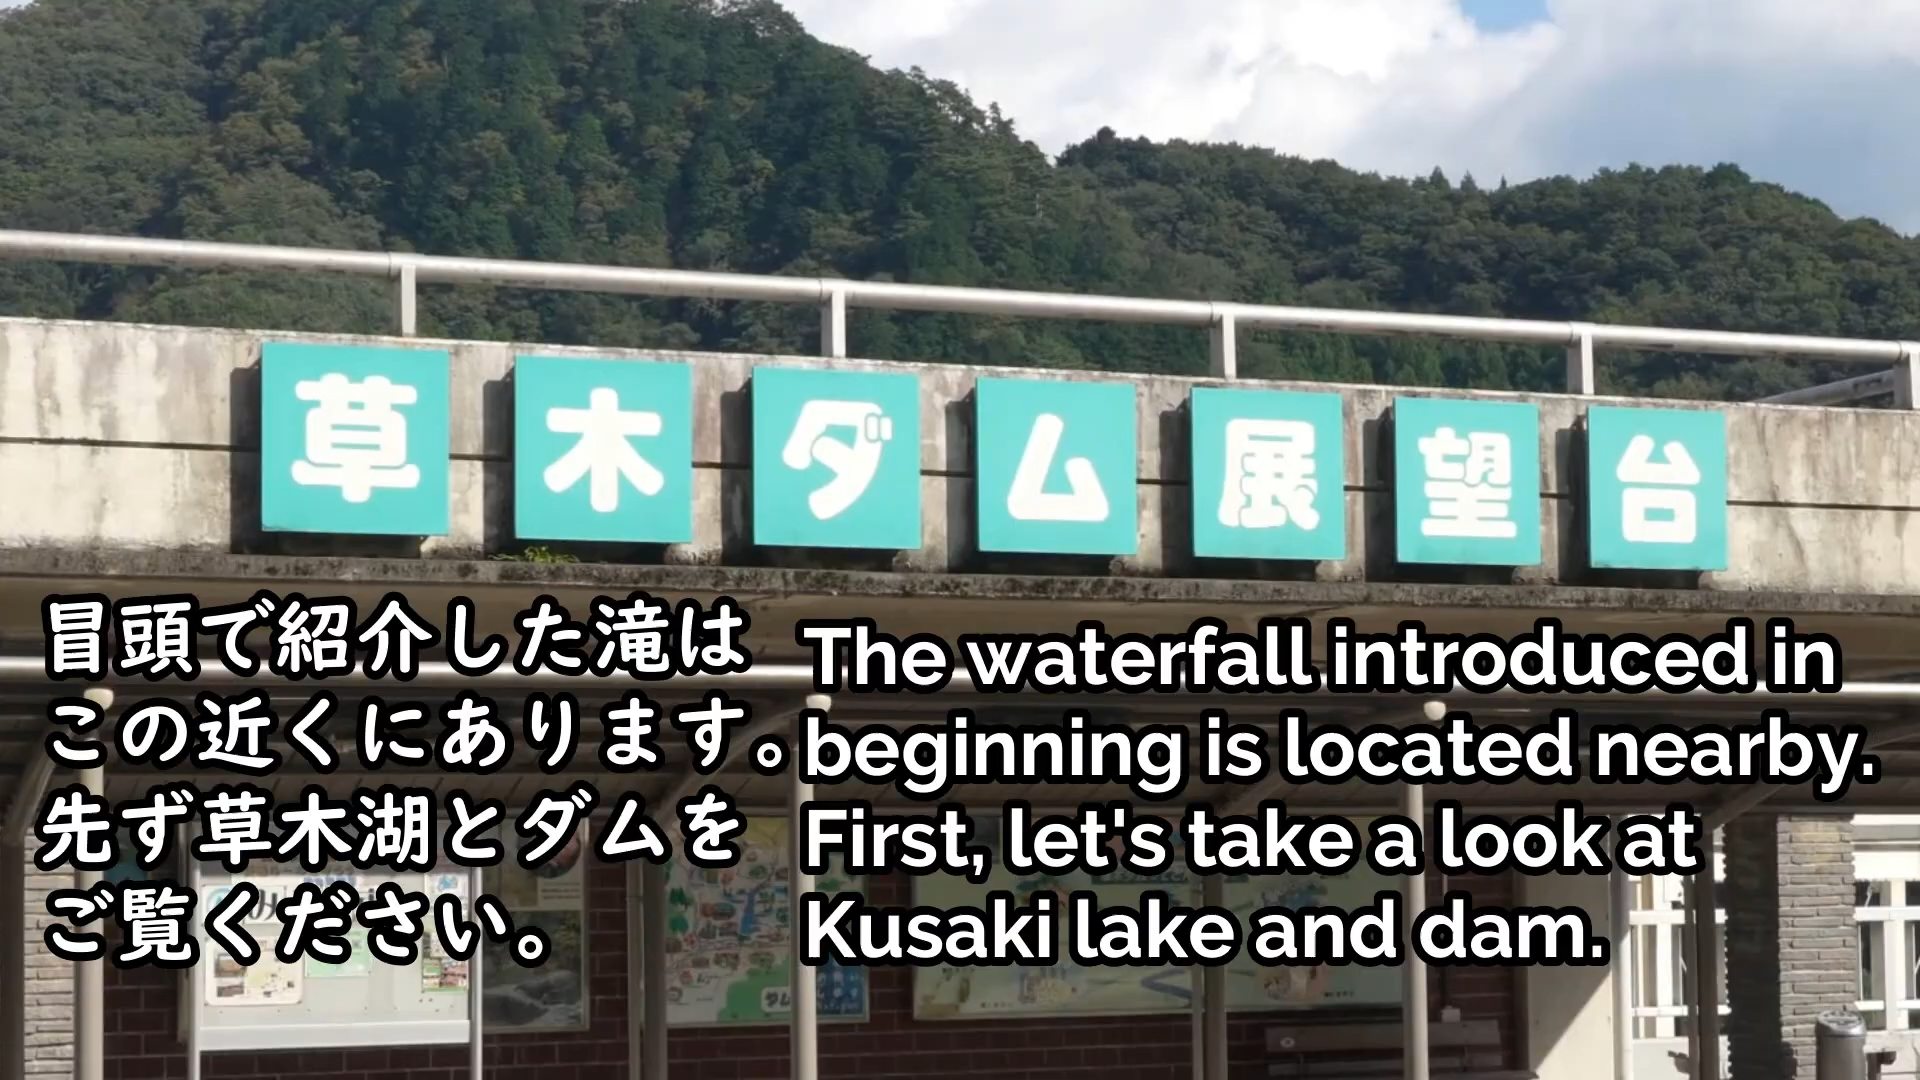 草木ダム展望台
冒頭で紹介した滝は
この近くにあります。
先ず草木湖とダムを
ご覧ください。
The waterfall introduced in
beginning is located nearby.
First, let's take a look at
Kusaki lake and dam.